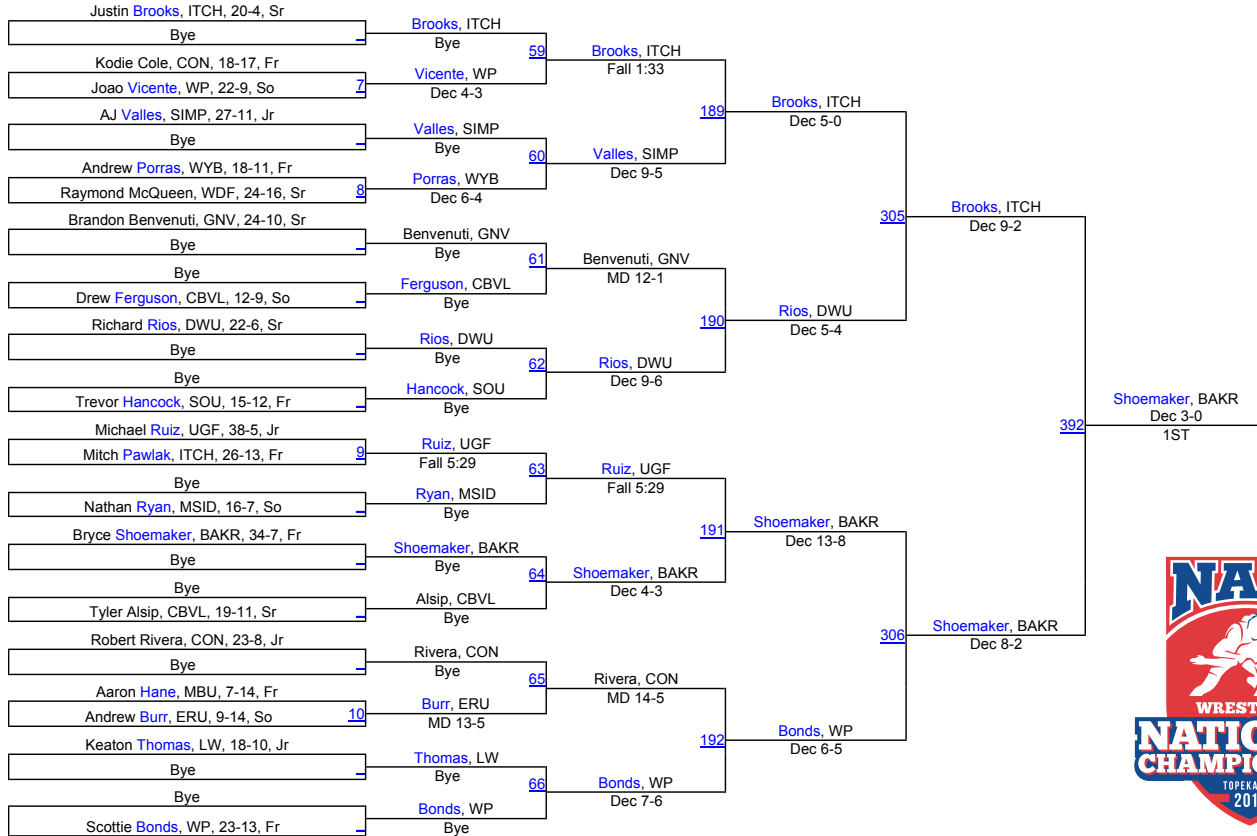 Justin Brooks, ITCH, 20-4, Sr
Bye
Kodie Cole, CON, 18-17, Fr
Joao Vicente, WP, 22-9, So
7
AJ Valles, SIMP, 27-11, Jr
Bye
Andrew Porras, WYB, 18-11, Fr
Raymond McQueen, WDF, 24-16, Sr
8
Brandon Benvenuti, GNV, 24-10, Sr
Bye
Bye
Drew Ferguson, CBVL, 12-9, So
Richard Rios, DWU, 22-6, Sr
Bye
Bye
Trevor Hancock, SOU, 15-12, Fr
Michael Ruiz, UGF, 38-5, Jr
Mitch Pawlak, ITCH, 26-13, Fr
9
Bye
Nathan Ryan, MSID, 16-7, So
Bryce Shoemaker, BAKR, 34-7, Fr
Bye
Bye
Tyler Alsip, CBVL, 19-11, Sr
Robert Rivera, CON, 23-8, Jr
Bye
Aaron Hane, MBU, 7-14, Fr
Andrew Burr, ERU, 9-14, So
10
Keaton Thomas, LW, 18-10, Jr
Bye
Bye
Scottie Bonds, WP, 23-13, Fr
Brooks, ITCH
Bye
59
Vicente, WP
Dec 4-3
Valles, SIMP
Bye
60
Porras, WYB
Dec 6-4
Benvenuti, GNV
Bye
61
Ferguson, CBVL
Bye
Rios, DWU
Bye
62
Hancock, SOU
Bye
Ruiz, UGF
Fall 5:29
63
Ryan, MSID
Bye
Shoemaker, BAKR
Bye
64
Alsip, CBVL
Bye
Rivera, CON
Bye
65
Burr, ERU
MD 13-5
Thomas, LW
Bye
66
Bonds, WP
Bye
Brooks, ITCH
Fall 1:33
189
Valles, SIMP
Dec 9-5
Benvenuti, GNV
MD 12-1
190
Rios, DWU
Dec 9-6
Ruiz, UGF
Fall 5:29
191
Shoemaker, BAKR
Dec 4-3
Rivera, CON
MD 14-5
192
Bonds, WP
Dec 7-6
Brooks, ITCH
Dec 5-0
305
Rios, DWU
Dec 5-4
Shoemaker, BAKR
Dec 13-8
306
Bonds, WP
Dec 6-5
Brooks, ITCH
Dec 9-2
392
Shoemaker, BAKR
Dec 8-2
Shoemaker, BAKR
Dec 3-0
1ST